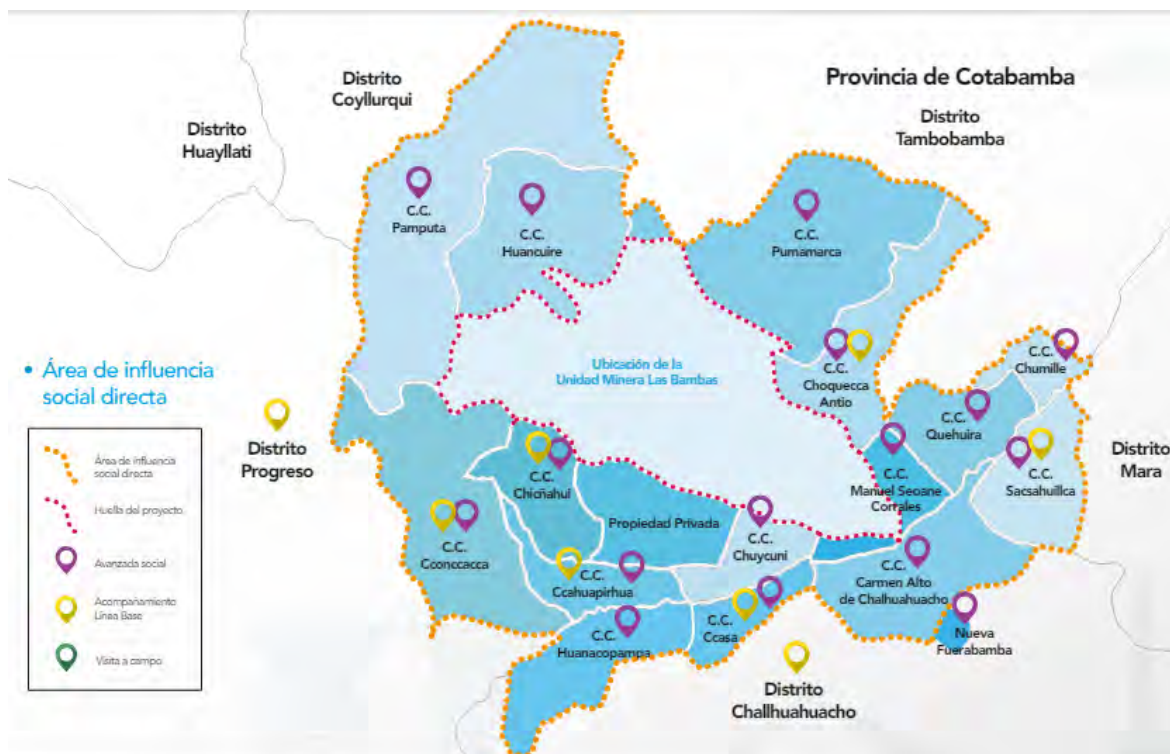 Provincia de Cotabamba
Distrito
Coyllurqui
Distrito
Tambobamba
Distrito
Huayllati
C.C.
Pamputa
C.C.
Huancuire
C.C.
Pumamarca
Ubicación de la
Unidad Minera Las Bambas
C.C.
Choquecca
Antio
C.C.
Chumille
C.C.
Quehuira
C.C.
Sacsahuillca
Distrito
Mara
C.C.
Manuel Seoane
Corrales
Distrito
Progreso
C.C.
Chicñahui
Propiedad Privada
C.C.
Chuycuni
C.C.
Cconccacca
C.C.
Ccahuapirhua
C.C.
Carmen Alto
de Chalhuahuacho
C.C.
Huanacopampa
C.C.
Ccasa
Nueva
Fuerabamba
Distrito
Challhuahuacho
• Área de influencia
social directa
Área de influencia
social directa
Huella del proyecto
Avanzada social
Acompañamiento
Línea Base
Visita a campo